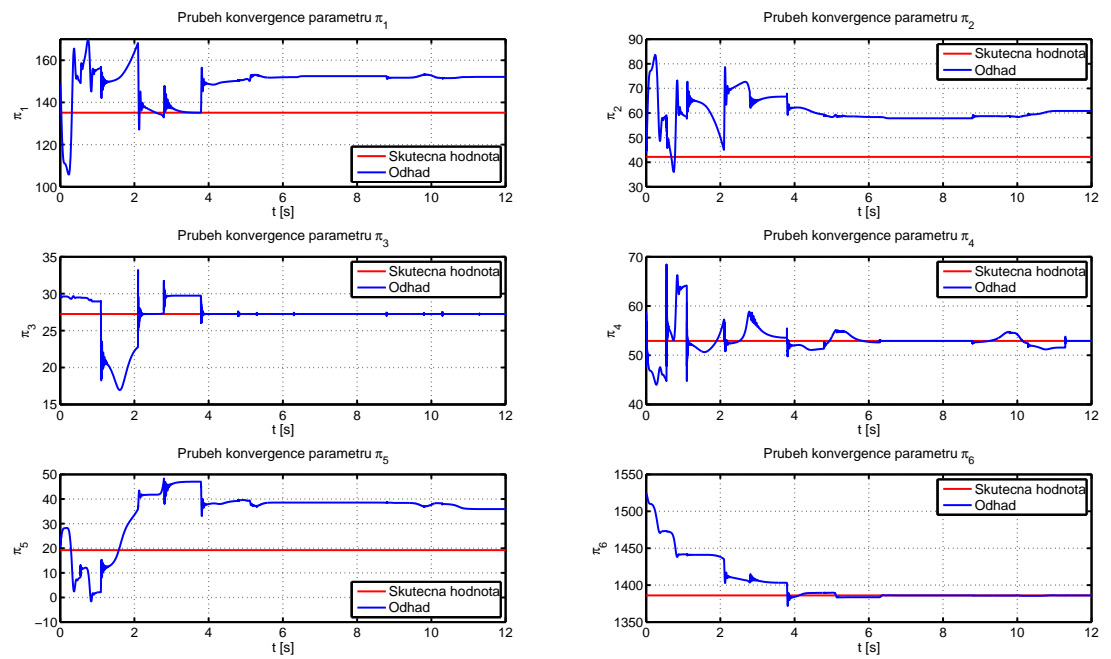 Prubeh konvergence parametru π1
160
140
120
100
π1
0 2 4 6 8 10 12
t [s]
Skutecna hodnota
Odhad
Prubeh konvergence parametru π2
90
80
70
60
50
40
30
π2
0 2 4 6 8 10 12
t [s]
Skutecna hodnota
Odhad
Prubeh konvergence parametru π3
35
30
25
20
15
π3
0 2 4 6 8 10 12
t [s]
Skutecna hodnota
Odhad
Prubeh konvergence parametru π4
70
60
50
40
π4
0 2 4 6 8 10 12
t [s]
Skutecna hodnota
Odhad
Prubeh konvergence parametru π5
50
40
30
20
10
0
−10
π5
0 2 4 6 8 10 12
t [s]
Skutecna hodnota
Odhad
Prubeh konvergence parametru π6
1550
1500
1450
1400
1350
π6
0 2 4 6 8 10 12
t [s]
Skutecna hodnota
Odhad